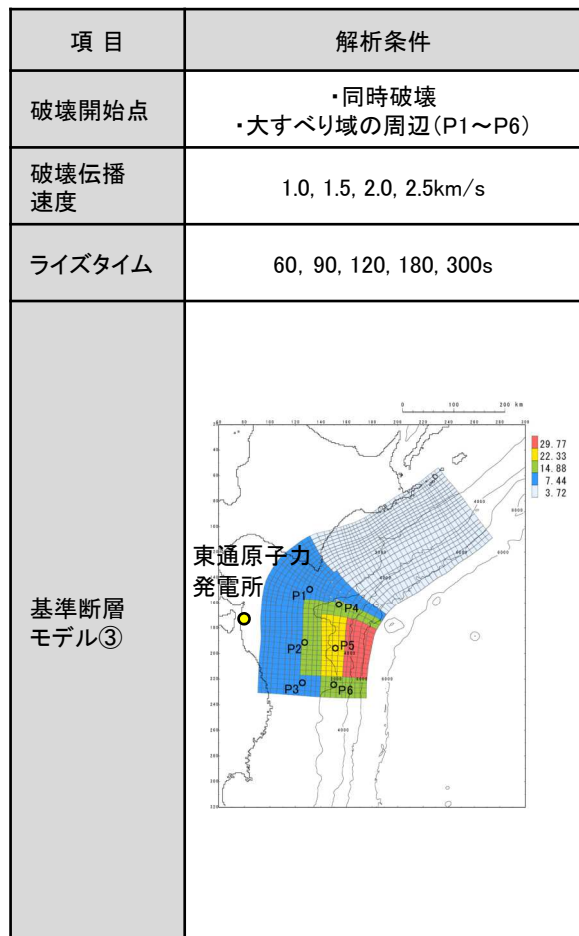 項 目
解析条件
破壊開始点
・同時破壊
・大すべり域の周辺(P1～P6)
破壊伝播
速度
1.0, 1.5, 2.0, 2.5km/s
ライズタイム
60, 90, 120, 180, 300s
基準断層
モデル③
0 100 200 km
29.77
22.33
14.88
7.44
3.72
東通原子力
発電所
P1
P4
P2
P5
P3
P6